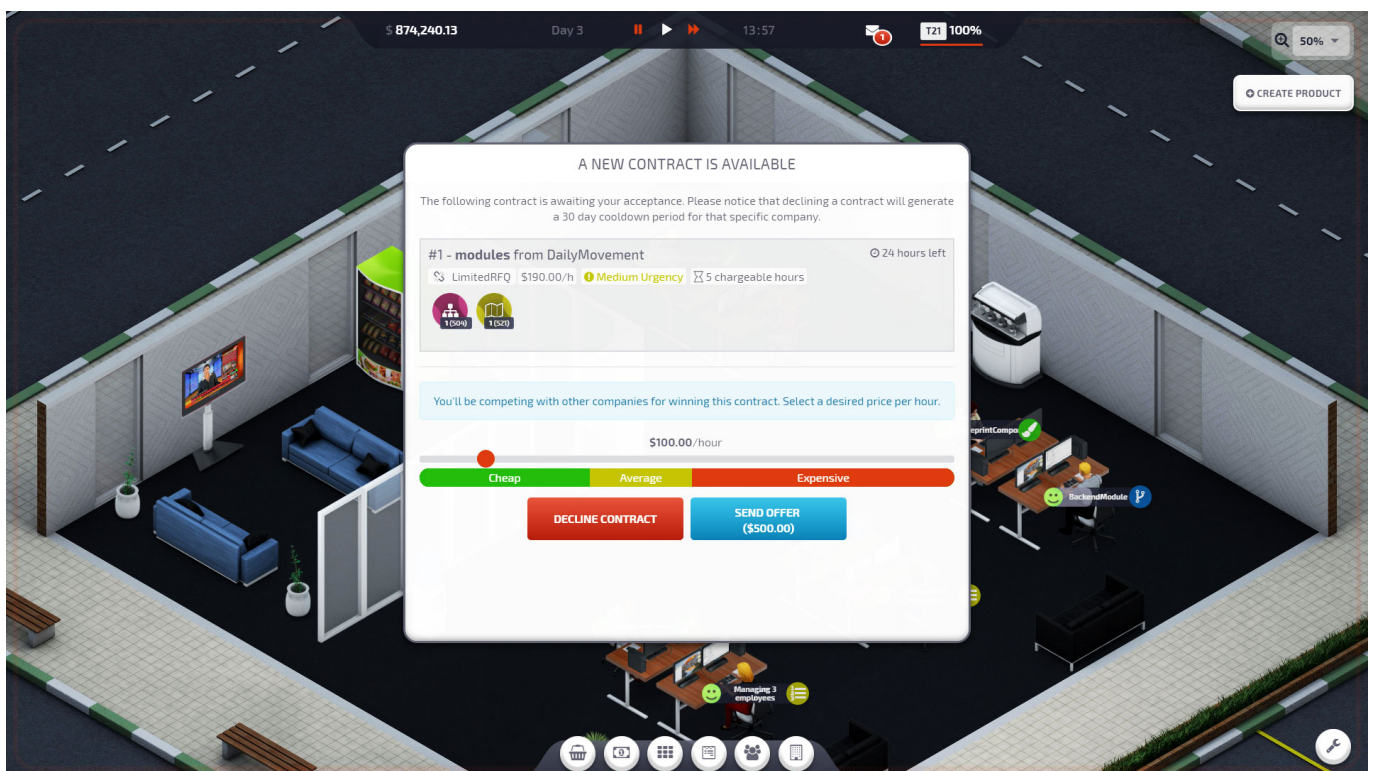 $ 874,240.13
Day 3
13:57
1
T21 100%
50%
CREATE PRODUCT
A NEW CONTRACT IS AVAILABLE
The following contract is awaiting your acceptance. Please notice that declining a contract will generate
a 30 day cooldown period for that specific company.
#1 - modules from DailyMovement
24 hours left
LimitedRFQ $190.00/h Medium Urgency 5 chargeable hours
1 (504) 1 (521)
You'll be competing with other companies for winning this contract. Select a desired price per hour.
$100.00/hour
Cheap Average Expensive
DECLINE CONTRACT
SEND OFFER
($500.00)
eprintCompo
BackendModule
Managing 3
employees